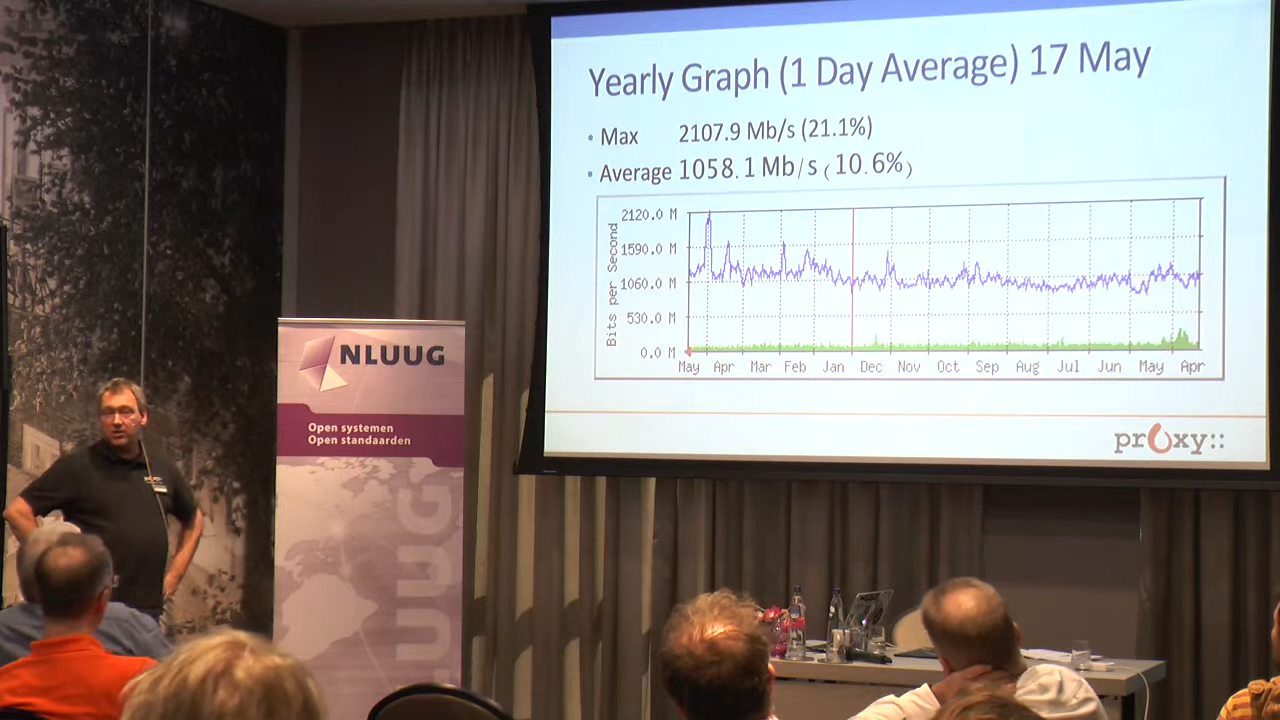 Yearly Graph (1 Day Average) 17 May
• Max 2107.9 Mb/s (21.1%)
• Average 1058.1 Mb/s (10.6%)
Bits per Second
2120.0 M
1590.0 M
1060.0 M
530.0 M
0.0 M
May Apr Mar Feb Jan Dec Nov Oct Sep Aug Jul Jun May Apr
prOxy::
NLUUG
Open systemen
Open standaarden
NLUUG